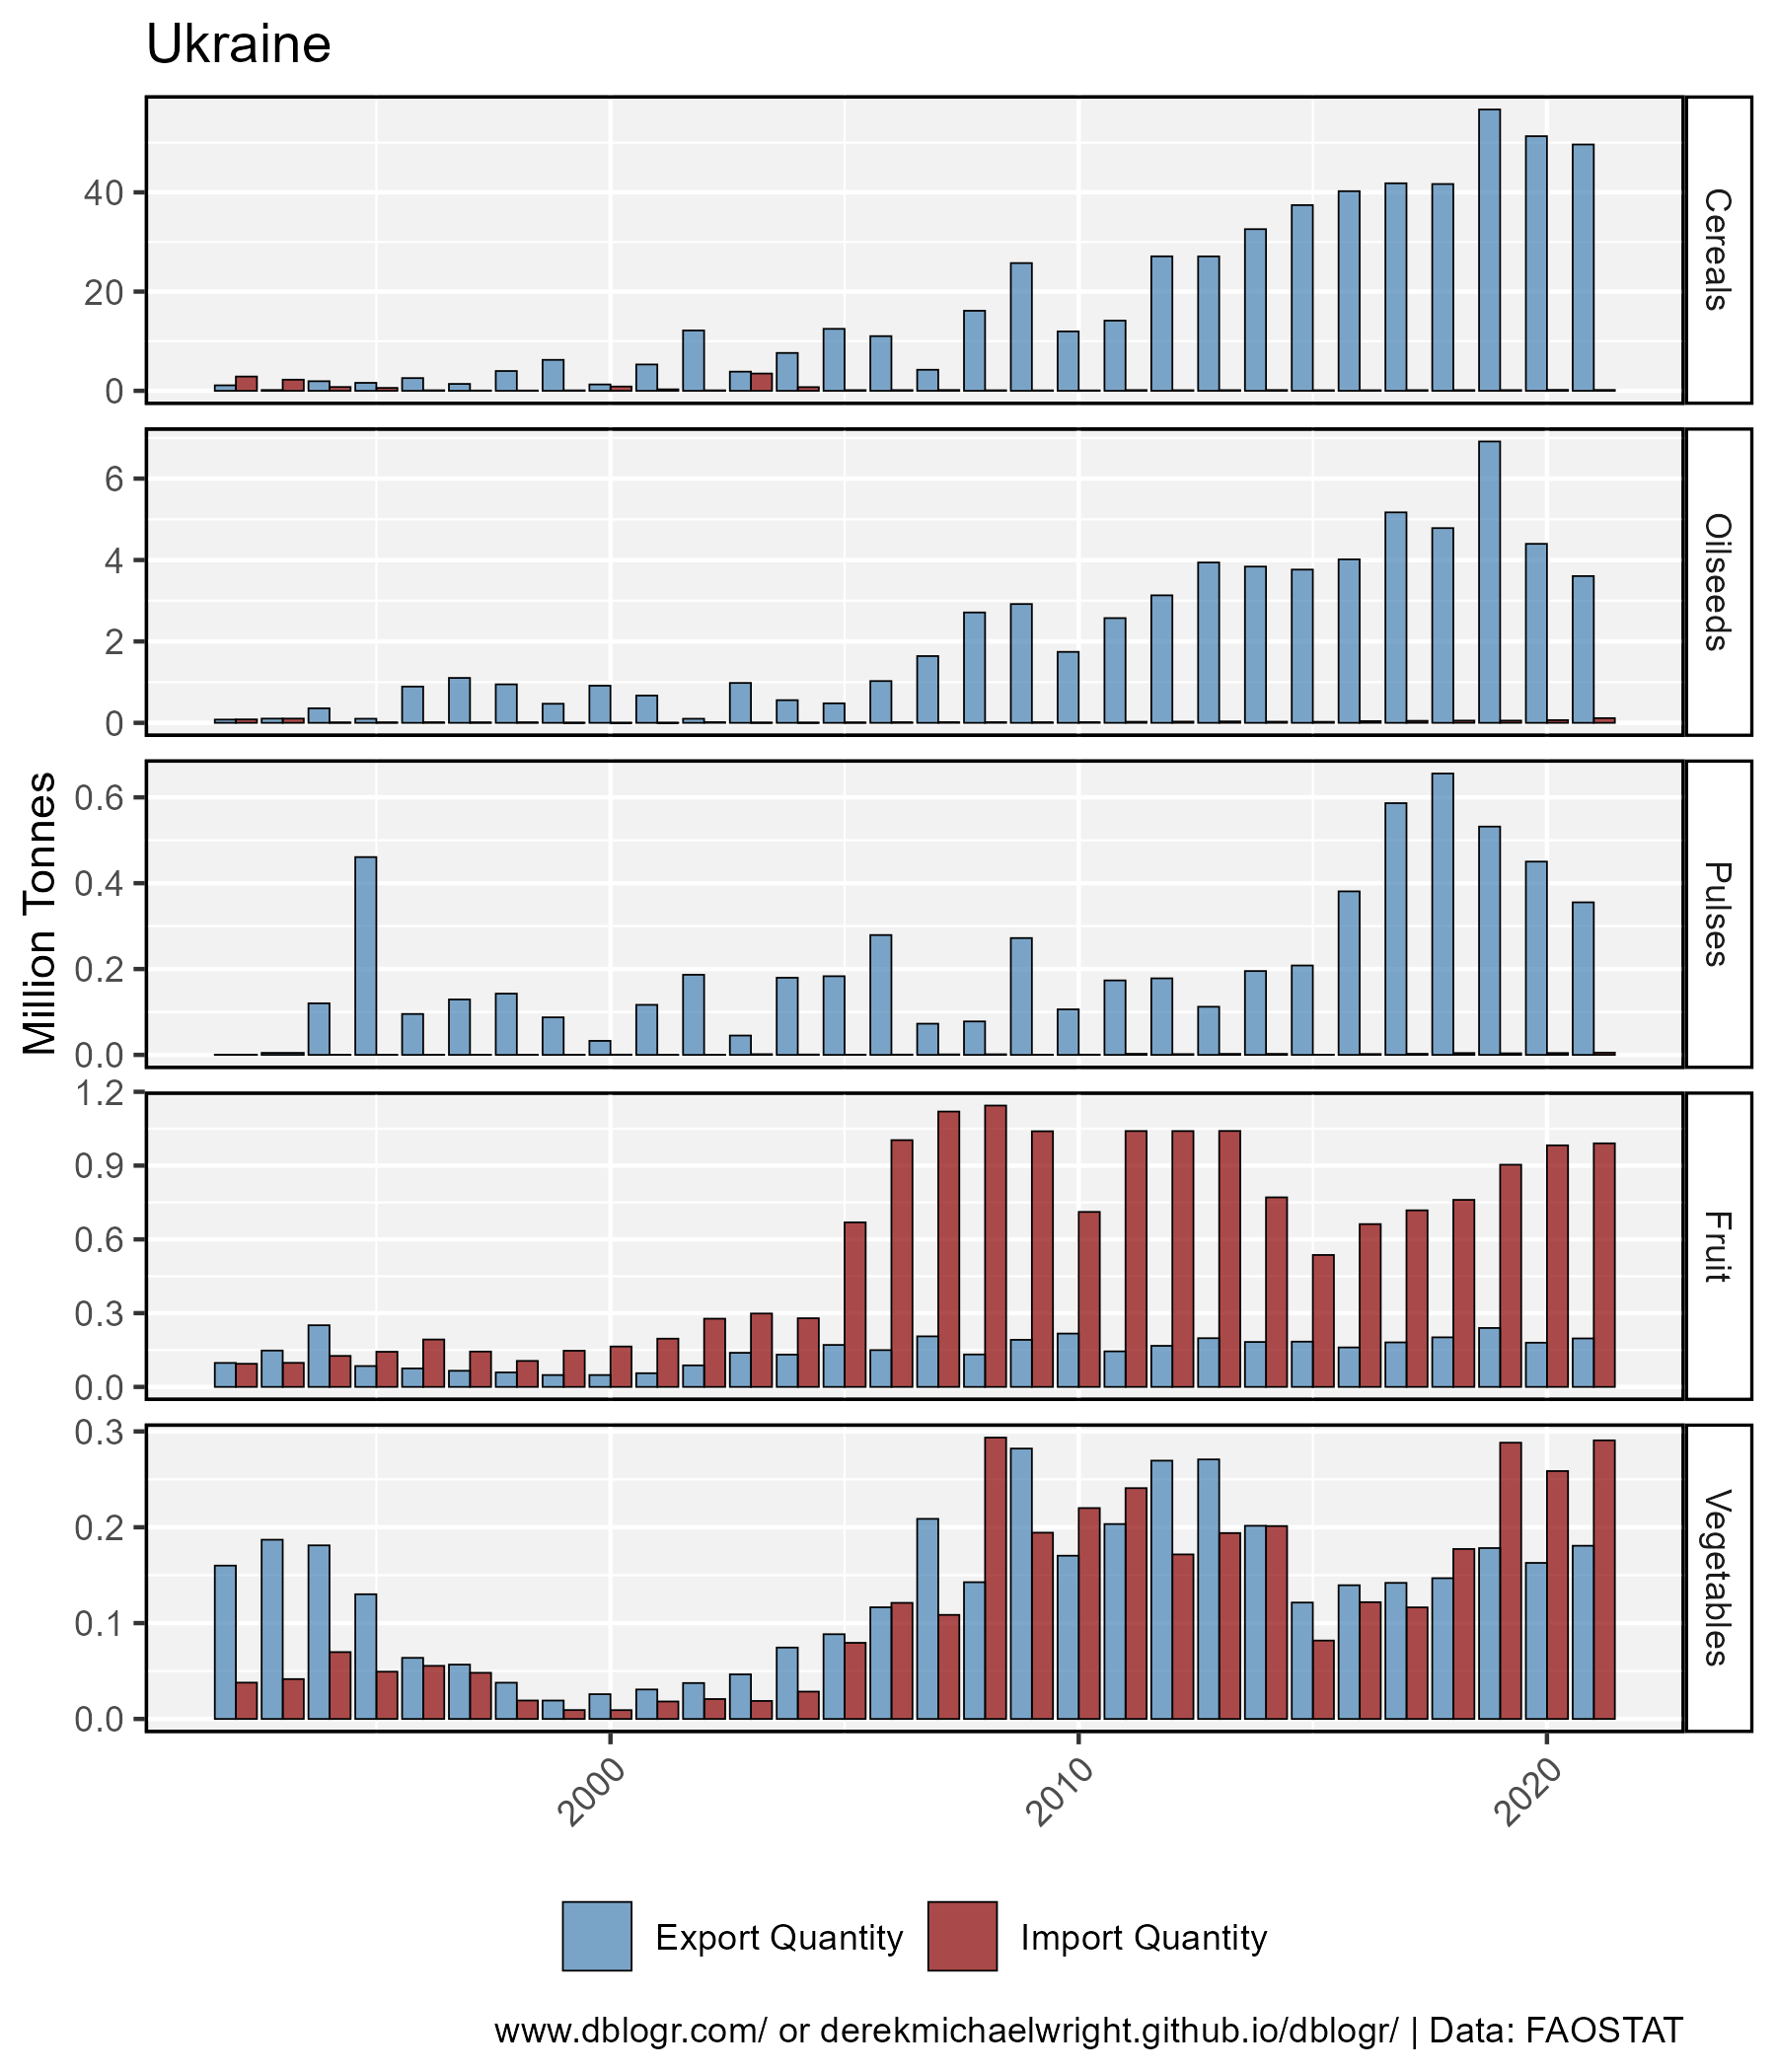 Ukraine
Million Tonnes
40
20
0
Cereals
6
4
2
0
Oilseeds
0.6
0.4
0.2
0.0
Pulses
1.2
0.9
0.6
0.3
0.0
Fruit
0.3
0.2
0.1
0.0
Vegetables
2000
2010
2020
Export Quantity
Import Quantity
www.dblogr.com/ or derekmichaelwright.github.io/dblogr/ | Data: FAOSTAT